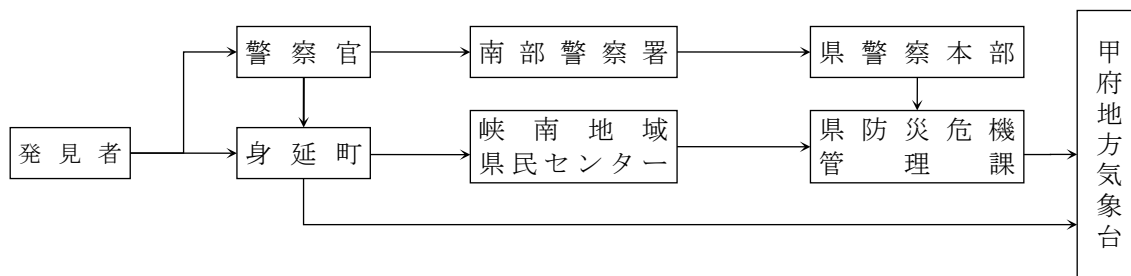 警察官
南部警察署
県警察本部
発見者
身延町
峡南地域
県民センター
県防災危機
管理課
甲府地方気象台